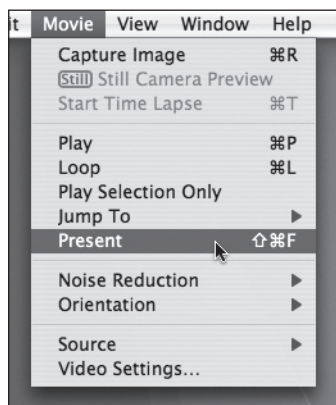 it Movie View Window Help
Capture Image ⌘R
Still Still Camera Preview
Start Time Lapse ⌘T
Play ⌘P
Loop ⌘L
Play Selection Only
Jump To ▶
Present ⇧⌘F
Noise Reduction ▶
Orientation ▶
Source ▶
Video Settings...